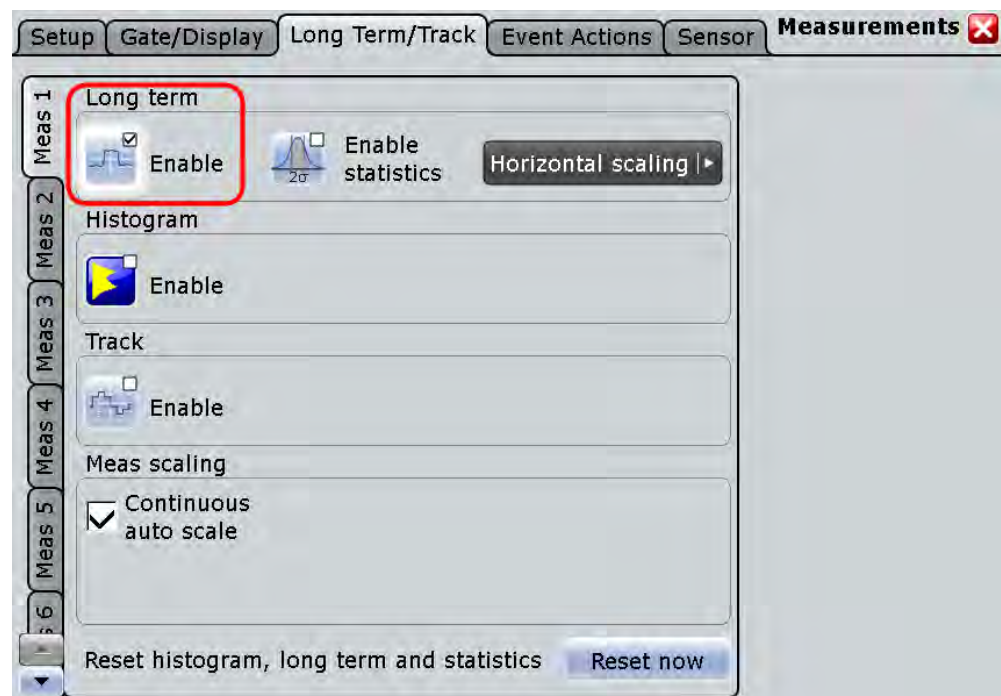 Setup
Gate/Display
Long Term/Track
Event Actions
Sensor
Measurements
Meas 1
Meas 2
Meas 3
Meas 4
Meas 5
6
Long term
Enable
2σ
Enable
statistics
Horizontal scaling
Histogram
Enable
Track
Enable
Meas scaling
Continuous
auto scale
Reset histogram, long term and statistics
Reset now